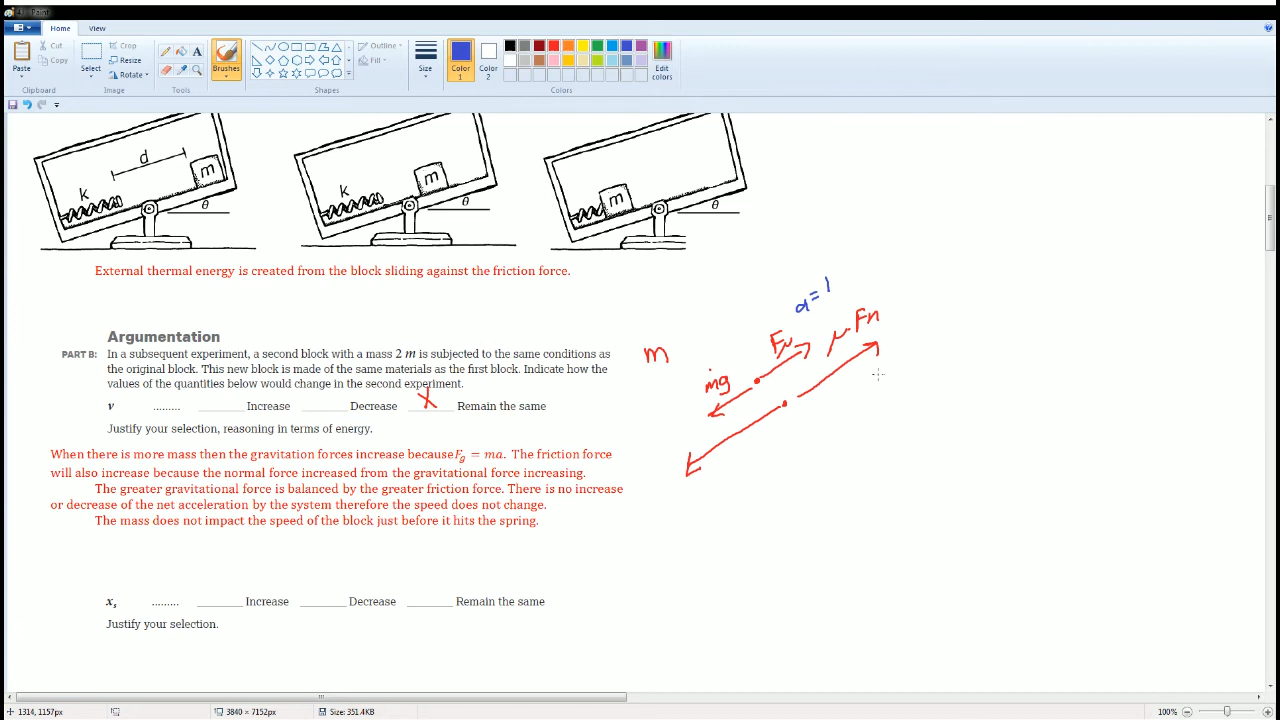 Paint
Home
View
Paste
Cut
Copy
Clipboard
Select
Crop
Resize
Rotate
Image
Tools
Brushes
Shapes
Outline
Fill
Size
Color 1
Color 2
Edit colors
Colors
k
d
m
θ
k
m
θ
m
θ
External thermal energy is created from the block sliding against the friction force.
Argumentation
PART B: In a subsequent experiment, a second block with a mass 2 m is subjected to the same conditions as
the original block. This new block is made of the same materials as the first block. Indicate how the
values of the quantities below would change in the second experiment.
v ......... ________ Increase ________ Decrease ___X___ Remain the same
Justify your selection, reasoning in terms of energy.
When there is more mass then the gravitation forces increase because F_g = ma. The friction force
will also increase because the normal force increased from the gravitational force increasing.
The greater gravitational force is balanced by the greater friction force. There is no increase
or decrease of the net acceleration by the system therefore the speed does not change.
The mass does not impact the speed of the block just before it hits the spring.
x_s ......... ________ Increase ________ Decrease ________ Remain the same
Justify your selection.
a = 1
Fμ
μ Fn
m
mg
1314, 1157px
3840 × 7152px
Size: 351.4KB
100%